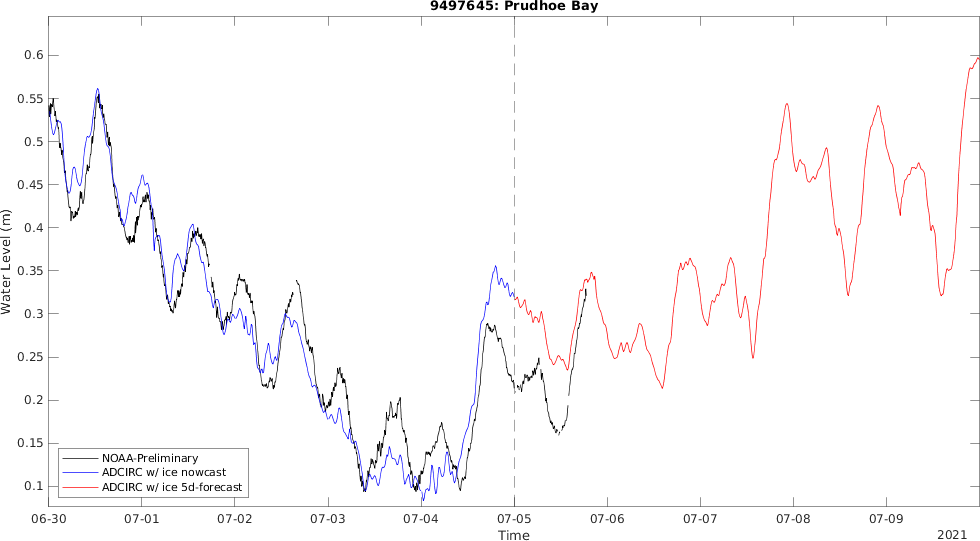 9497645: Prudhoe Bay
Water Level (m)
0.6
0.55
0.5
0.45
0.4
0.35
0.3
0.25
0.2
0.15
0.1
NOAA-Preliminary
ADCIRC w/ ice nowcast
ADCIRC w/ ice 5d-forecast
06-30 07-01 07-02 07-03 07-04 07-05 07-06 07-07 07-08 07-09
Time
2021